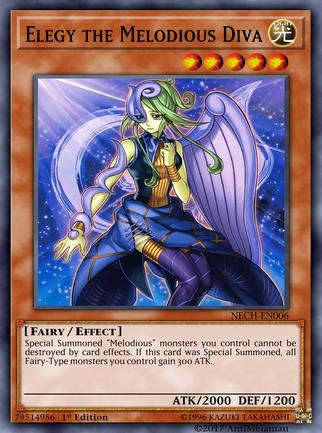 Elegy the Melodious Diva
LIGHT
光
NECH-EN006
[ Fairy / Effect ]
Special Summoned "Melodious" monsters you control cannot be
destroyed by card effects. If this card was Special Summoned, all
Fairy-Type monsters you control gain 300 ATK.
ATK/2000 DEF/1200
79514956 1st Edition ©1996 KAZUKI TAKAHASHI
©2017 AntiMetaman